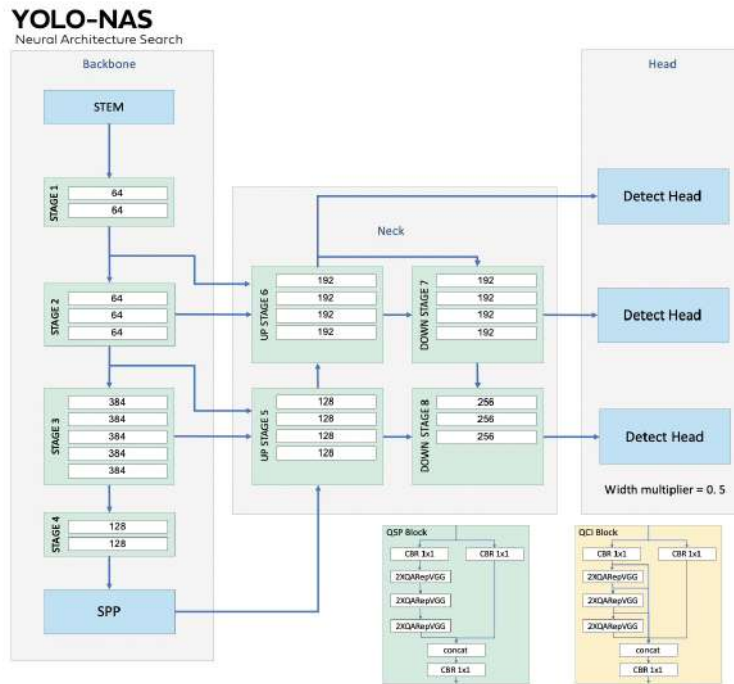 YOLO-NAS
Neural Architecture Search
Backbone
STEM
STAGE 1
64
64
STAGE 2
64
64
64
STAGE 3
384
384
384
384
384
STAGE 4
128
128
SPP
Neck
UP STAGE 6
192
192
192
192
DOWN STAGE 7
192
192
192
192
UP STAGE 5
128
128
128
128
DOWN STAGE 8
256
256
256
Head
Detect Head
Detect Head
Detect Head
Width multiplier = 0. 5
QSP Block
CBR 1x1
CBR 1x1
2XQARepVGG
2XQARepVGG
2XQARepVGG
concat
CBR 1x1
QCI Block
CBR 1x1
CBR 1x1
2XQARepVGG
2XQARepVGG
2XQARepVGG
concat
CBR 1x1